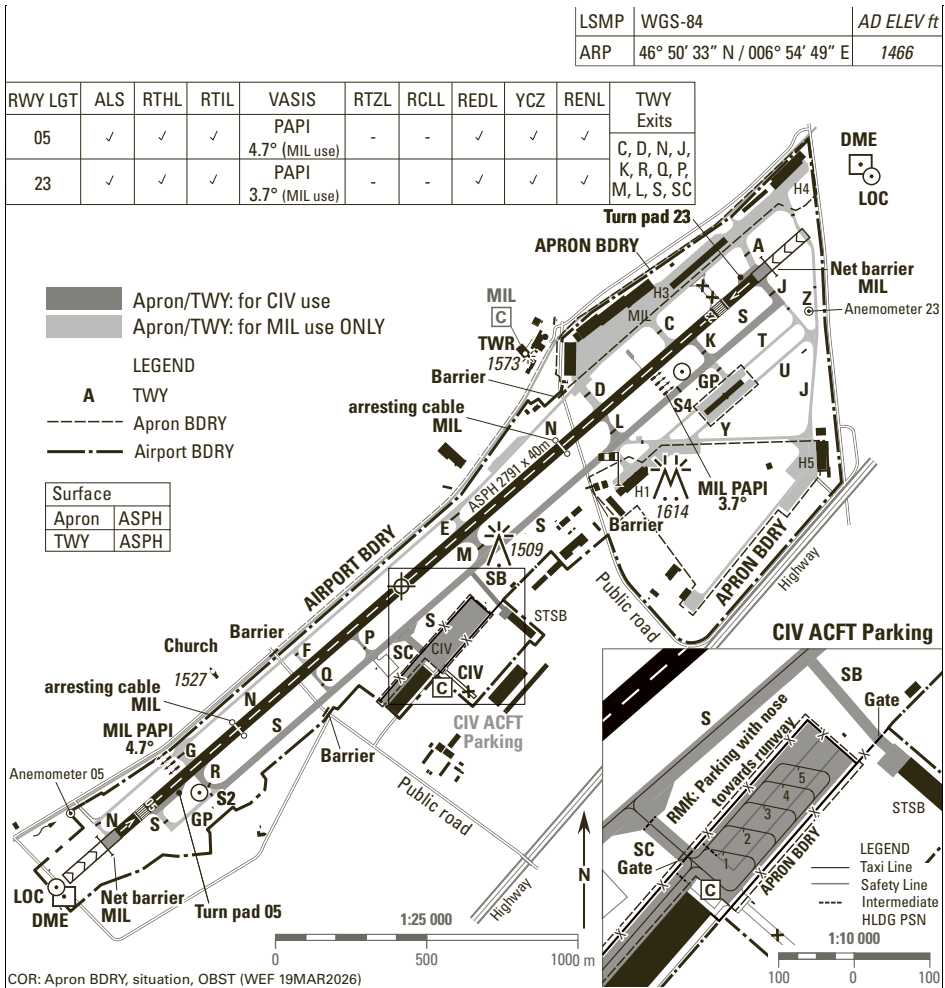 LSMP WGS-84 AD ELEV ft
ARP 46° 50' 33" N / 006° 54' 49" E 1466
RWY LGT ALS RTHL RTIL VASIS RTZL RCLL REDL YCZ RENL TWY Exits
05 ✓ ✓ ✓ PAPI 4.7° (MIL use) - - ✓ ✓ ✓ C, D, N, J,
K, R, Q, P,
M, L, S, SC
23 ✓ ✓ ✓ PAPI 3.7° (MIL use) - - ✓ ✓ ✓
DME
LOC
H4
Turn pad 23
APRON BDRY
A
Net barrier
MIL
J
Z
Anemometer 23
H3
MIL
C
S
23
K
T
U
J
Apron/TWY: for CIV use
Apron/TWY: for MIL use ONLY
LEGEND
A TWY
Apron BDRY
Airport BDRY
Surface
Apron ASPH
TWY ASPH
MIL
C
TWR
1573
Barrier
arresting cable
MIL
D
GP
S4
N
L
Y
ASPH 2791 x 40m
H1
1614
MIL PAPI
3.7°
H5
Barrier
APRON BDRY
Highway
Public road
E
M
S
1509
SB
STSB
AIRPORT BDRY
Barrier
Church
1527
F
P
S
SC
CIV
CIV
C
Q
CIV ACFT
Parking
arresting cable
MIL
N
S
MIL PAPI
4.7°
G
R
Barrier
Public road
Anemometer 05
S2
GP
N
05
S
LOC
DME
Net barrier
MIL
Turn pad 05
N
Highway
1:25 000
0 500 1000 m
CIV ACFT Parking
SB
S
Gate
RMK: Parking with nose
towards runway
5
4
3
2
1
STSB
SC
Gate
C
APRON BDRY
LEGEND
Taxi Line
Safety Line
Intermediate
HLDG PSN
1:10 000
100 0 100
COR: Apron BDRY, situation, OBST (WEF 19MAR2026)